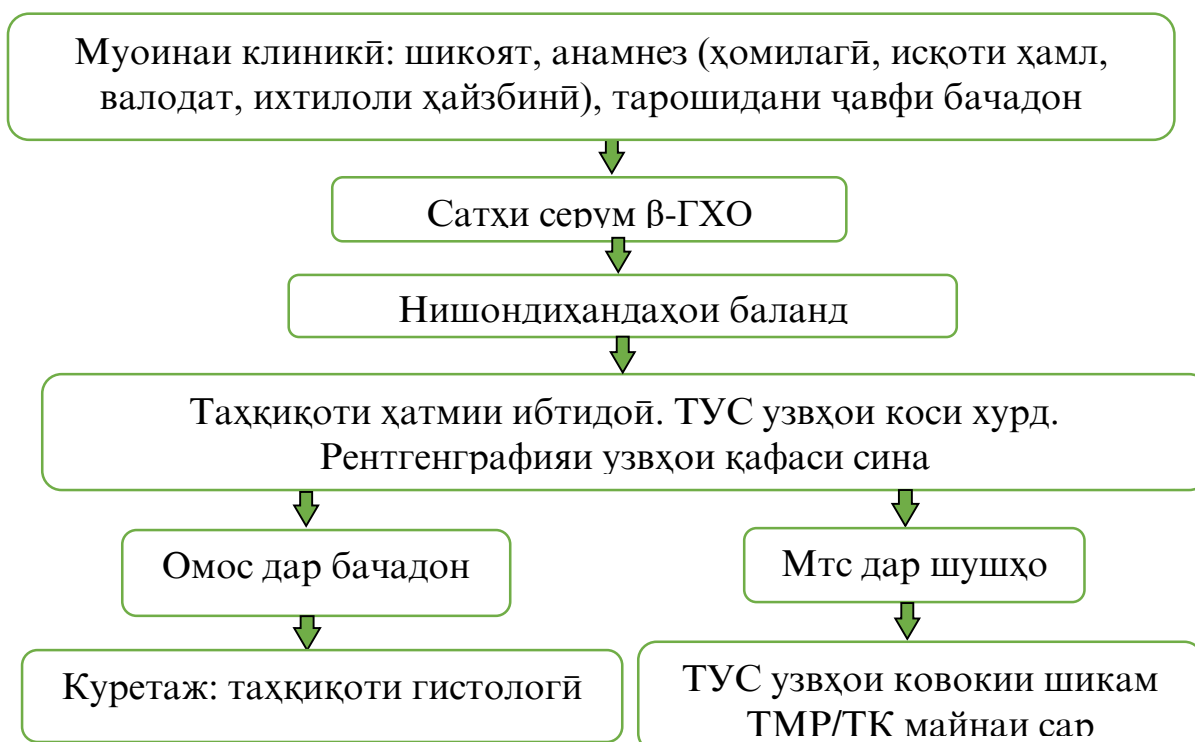 Муоинаи клиникӣ: шикоят, анамнез (ҳомилагӣ, исқоти ҳамл,
валодат, ихтилоли ҳайзбинӣ), тарошидани ҷавфи бачадон
Сатҳи серум β-ГХО
Нишондиҳандаҳои баланд
Таҳқиқоти ҳатмии ибтидоӣ. ТУС узвҳои коси хурд.
Рентгенграфияи узвҳои қафаси сина
Омос дар бачадон
Мтс дар шушҳо
Куретаж: таҳқиқоти гистологӣ
ТУС узвҳои ковокии шикам
ТМР/ТК майнаи сар